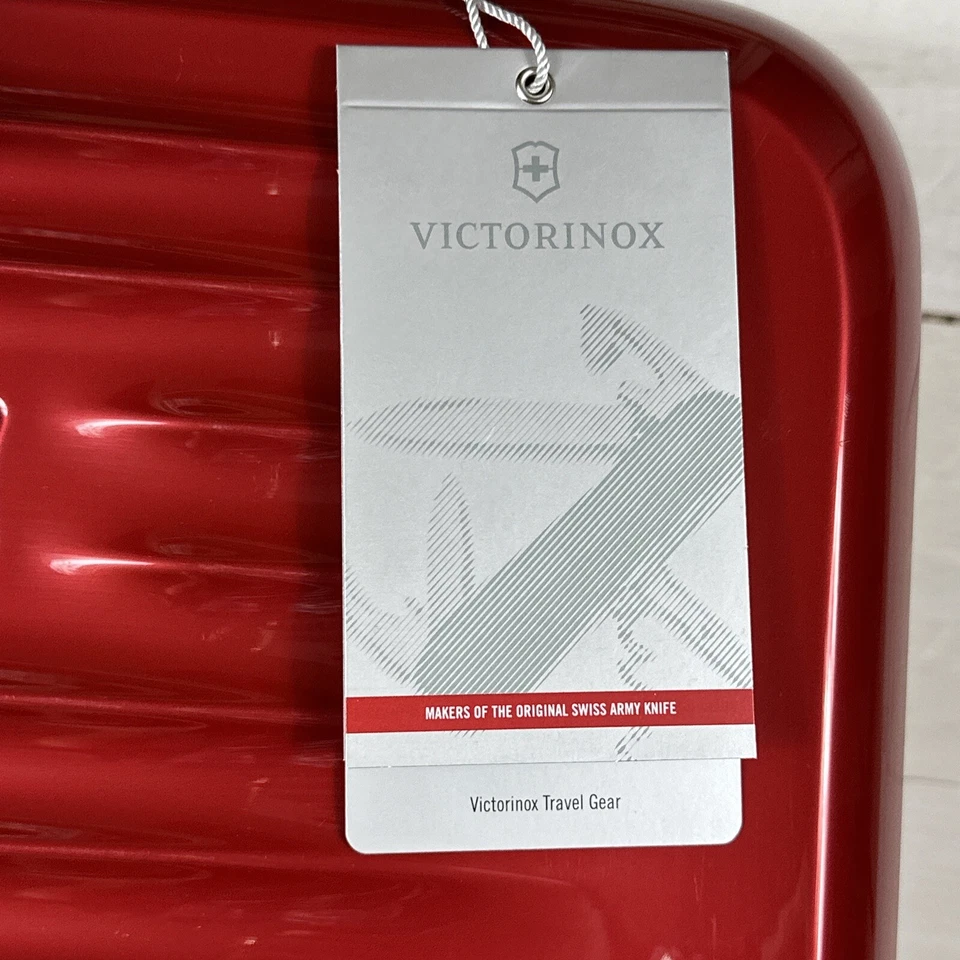 VICTORINOX
MAKERS OF THE ORIGINAL SWISS ARMY KNIFE
Victorinox Travel Gear